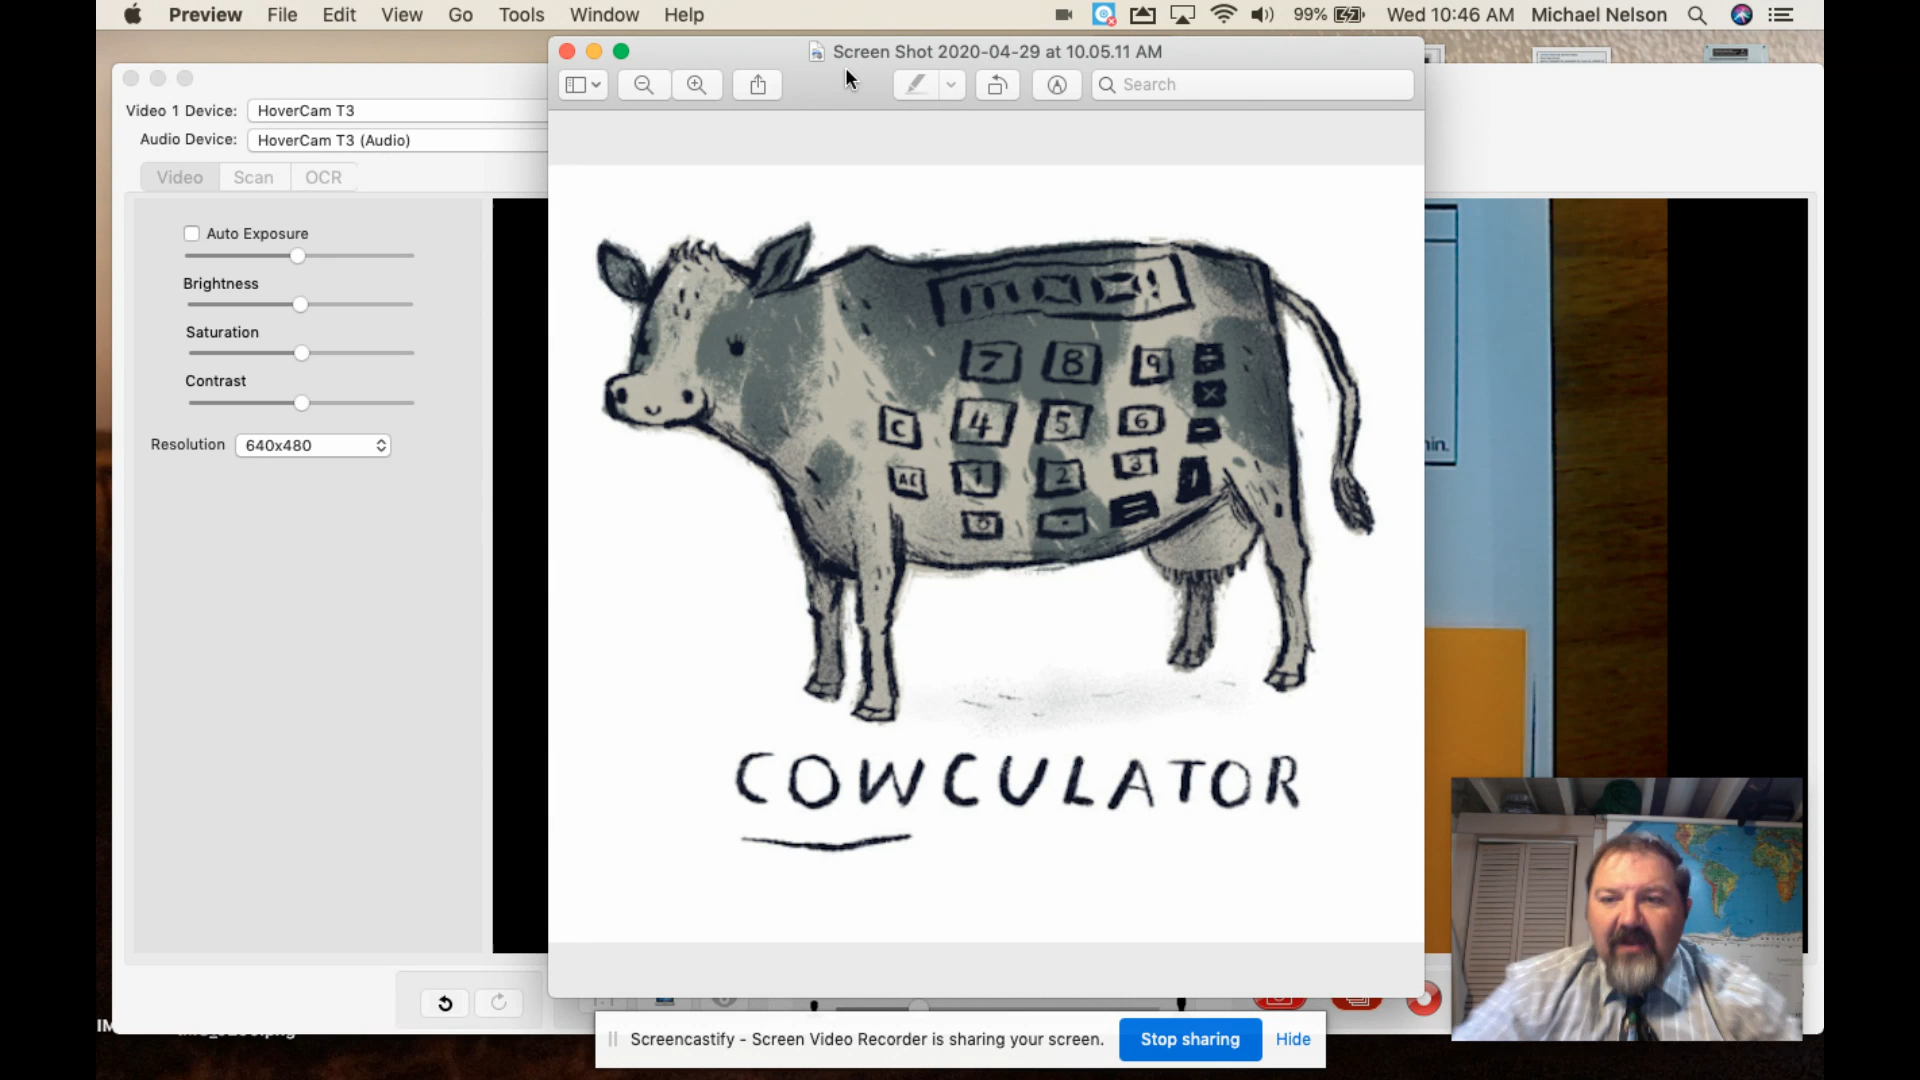 Preview File Edit View Go Tools Window Help 99% Wed 10:46 AM Michael Nelson
Screen Shot 2020-04-29 at 10.05.11 AM
Search
Video 1 Device: HoverCam T3
Audio Device: HoverCam T3 (Audio)
Video Scan OCR
Auto Exposure
Brightness
Saturation
Contrast
Resolution 640x480
moo!
7 8 9 ÷
×
C 4 5 6 -
AC 1 2 3
0 . =
COWCULATOR
in.
Screencastify - Screen Video Recorder is sharing your screen. Stop sharing Hide